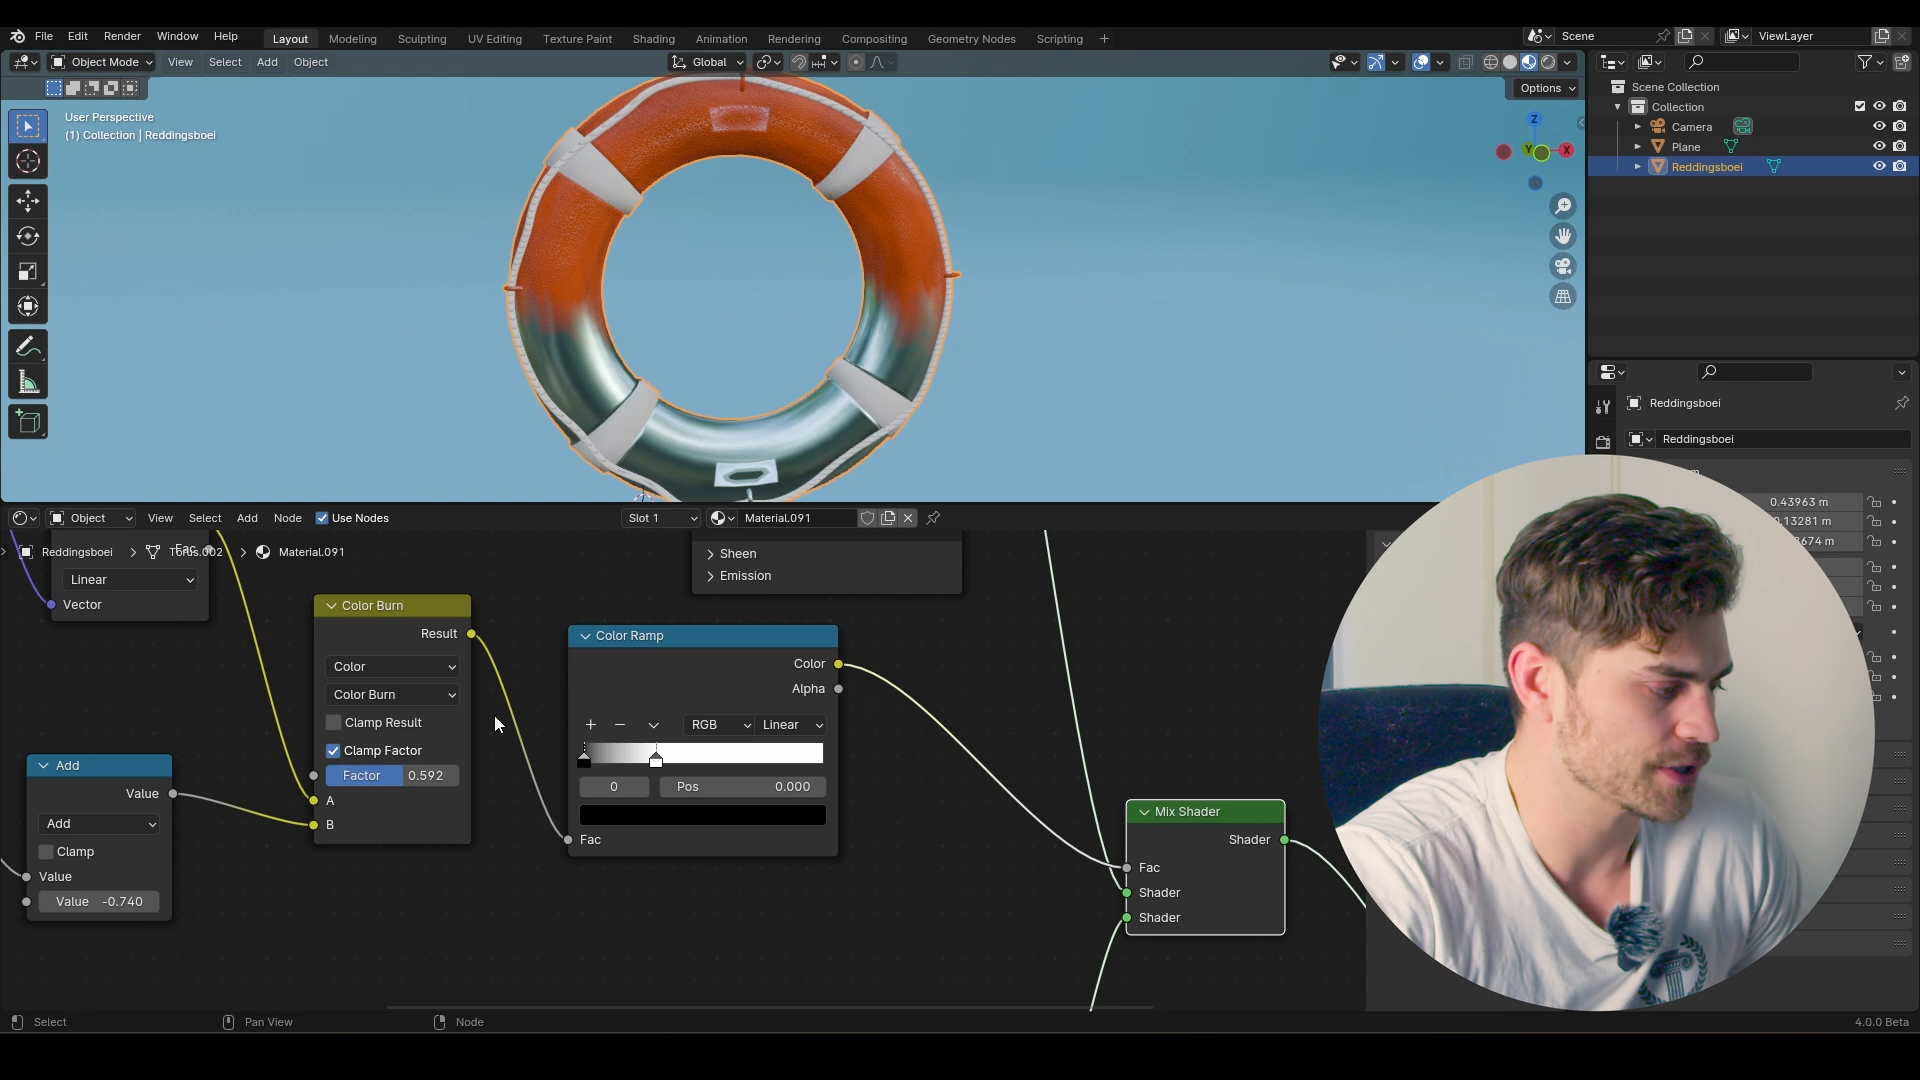 File Edit Render Window Help
Layout Modeling Sculpting UV Editing Texture Paint Shading Animation Rendering Compositing Geometry Nodes Scripting +
Scene ViewLayer
Object Mode View Select Add Object
Global
Options
User Perspective
(1) Collection | Reddingsboei
Z
Y
X
Scene Collection
Collection
Camera
Plane
Reddingsboei
Reddingsboei
Reddingsboei
0.43963 m
.13281 m
Object View Select Add Node Use Nodes
Slot 1 Material.091
Reddingsboei > Torus.002 > Material.091
Fac
Linear
Vector
Sheen
Emission
Color Burn
Result
Color
Color Burn
Clamp Result
Clamp Factor
Factor 0.592
A
B
Add
Value
Add
Clamp
Value
Value -0.740
Color Ramp
Color
Alpha
+ − RGB Linear
0 Pos 0.000
Fac
Mix Shader
Shader
Fac
Shader
Shader
Select Pan View Node
4.0.0 Beta